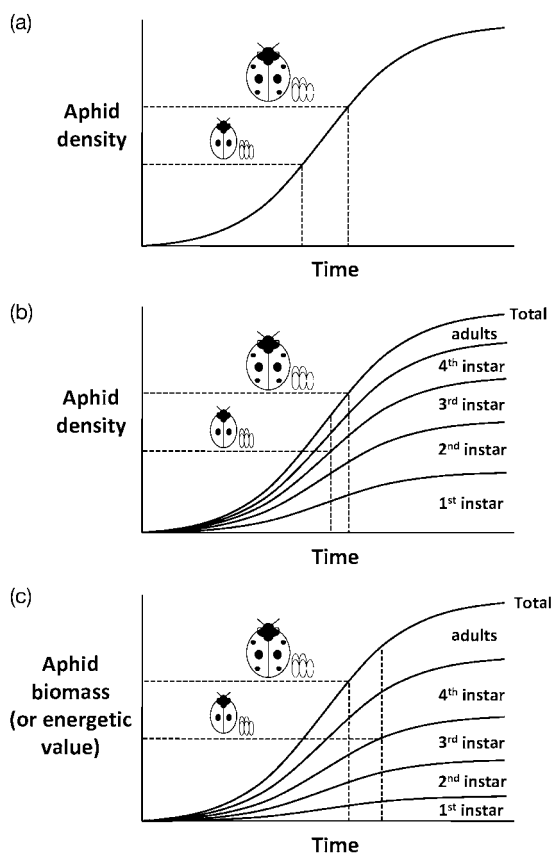 (a)
Aphid
density
Time
(b)
Total
adults
4th instar
3rd instar
2nd instar
1st instar
Aphid
density
Time
(c)
Total
adults
4th instar
3rd instar
2nd instar
1st instar
Aphid
biomass
(or energetic
value)
Time